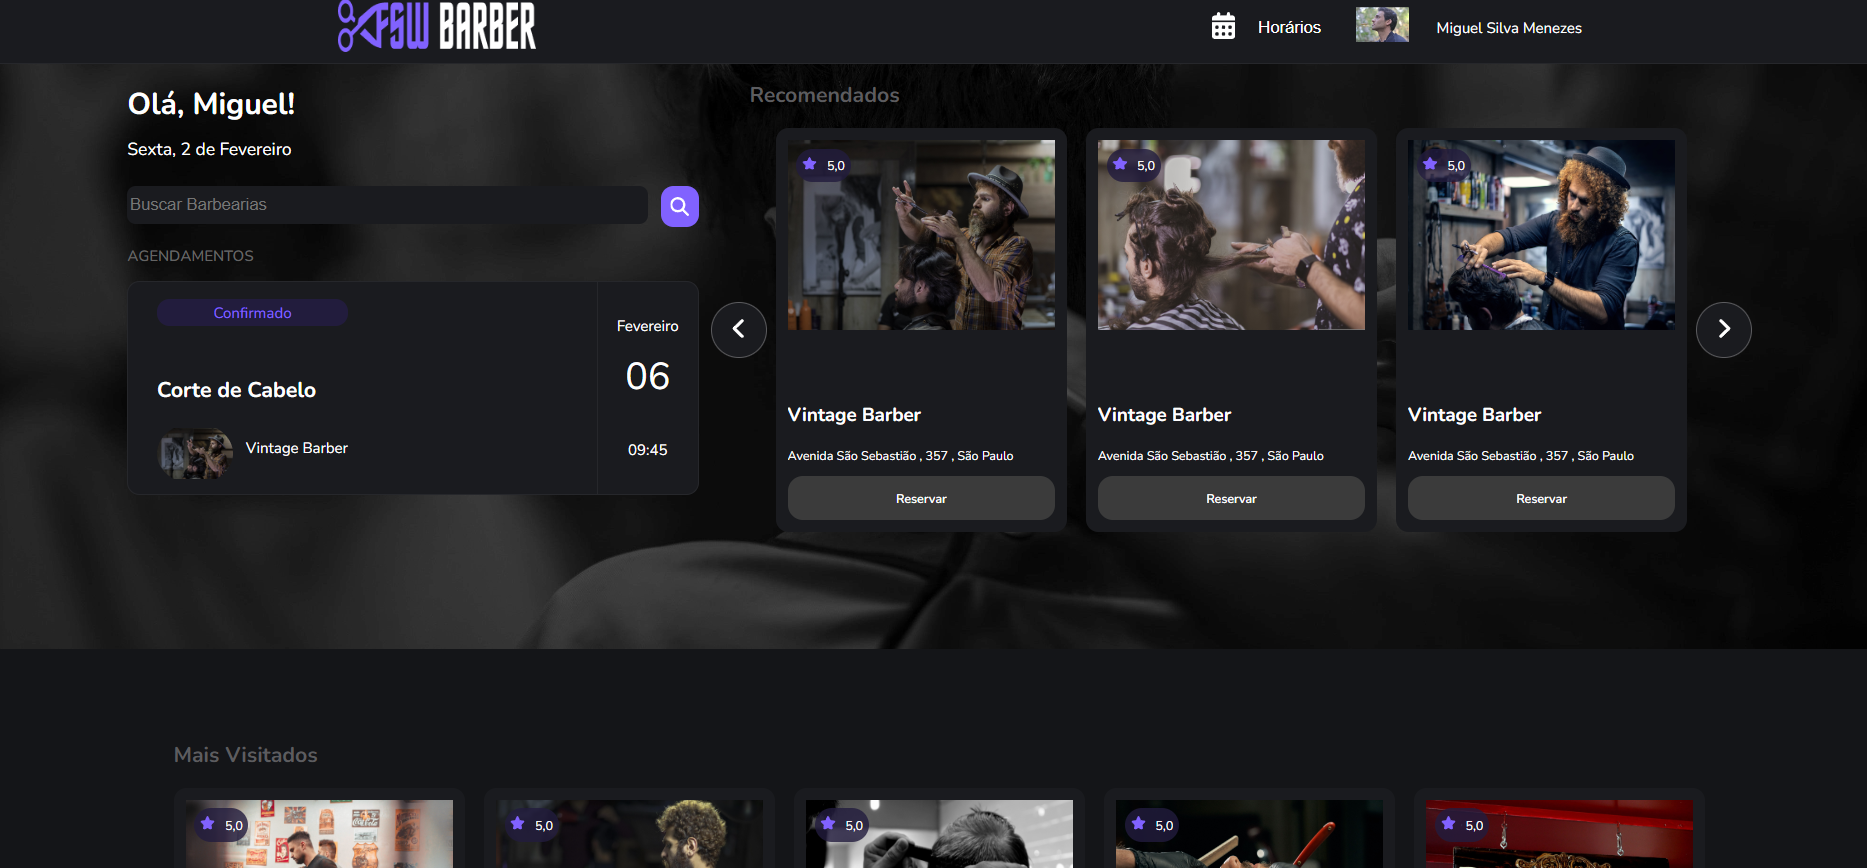 FSW BARBER
Horários
Miguel Silva Menezes
Olá, Miguel!
Sexta, 2 de Fevereiro
Buscar Barbearias
AGENDAMENTOS
Confirmado
Corte de Cabelo
Vintage Barber
Fevereiro
06
09:45
Recomendados
5,0
Vintage Barber
Avenida São Sebastião , 357 , São Paulo
Reservar
5,0
Vintage Barber
Avenida São Sebastião , 357 , São Paulo
Reservar
5,0
Vintage Barber
Avenida São Sebastião , 357 , São Paulo
Reservar
Mais Visitados
5,0
5,0
5,0
5,0
5,0